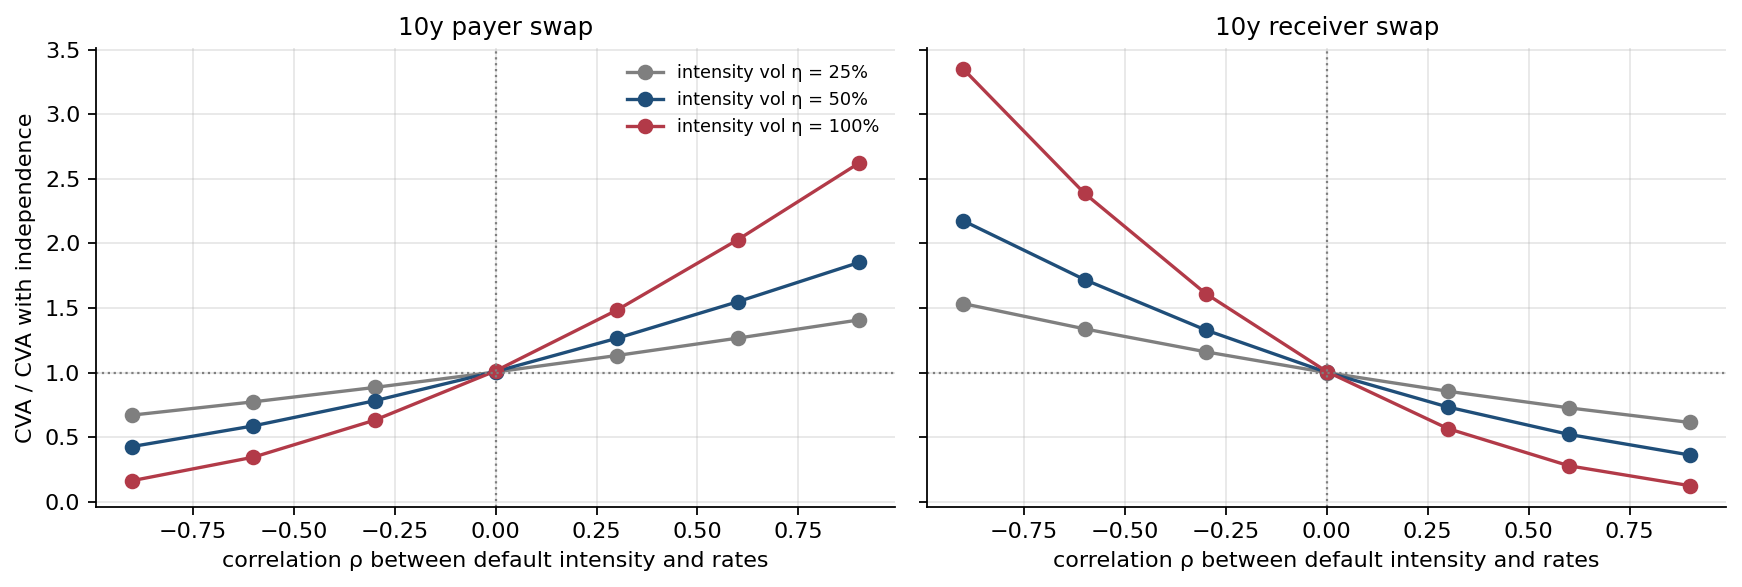 10y payer swap
10y receiver swap
CVA / CVA with independence
3.5
3.0
2.5
2.0
1.5
1.0
0.5
0.0
intensity vol η = 25%
intensity vol η = 50%
intensity vol η = 100%
−0.75 −0.50 −0.25 0.00 0.25 0.50 0.75
−0.75 −0.50 −0.25 0.00 0.25 0.50 0.75
correlation ρ between default intensity and rates
correlation ρ between default intensity and rates